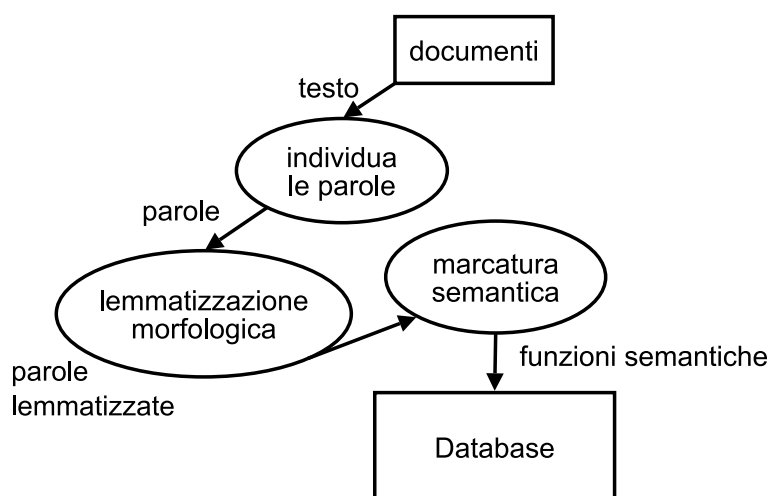 documenti
testo
individua
le parole
parole
lemmatizzazione
morfologica
marcatura
semantica
parole
lemmatizzate
funzioni semantiche
Database